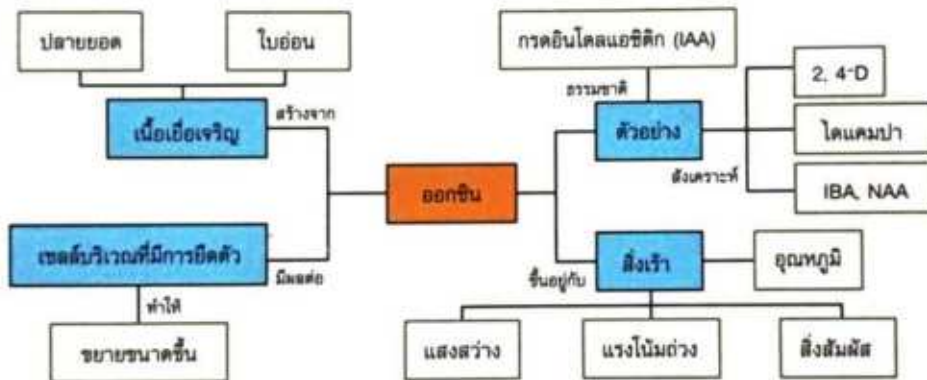 ปลายยอด
ใบอ่อน
สร้างจาก
เนื้อเยื่อเจริญ
กรดอินโดลแอซิติก (IAA)
ธรรมชาติ
ตัวอย่าง
2, 4-D
ไดแคมปา
สังเคราะห์
IBA, NAA
ออกซิน
เซลล์บริเวณที่มีการยืดตัว
มีผลต่อ
ทำให้
ขยายขนาดขึ้น
ขึ้นอยู่กับ
สิ่งเร้า
อุณหภูมิ
แสงสว่าง
แรงโน้มถ่วง
สิ่งสัมผัส